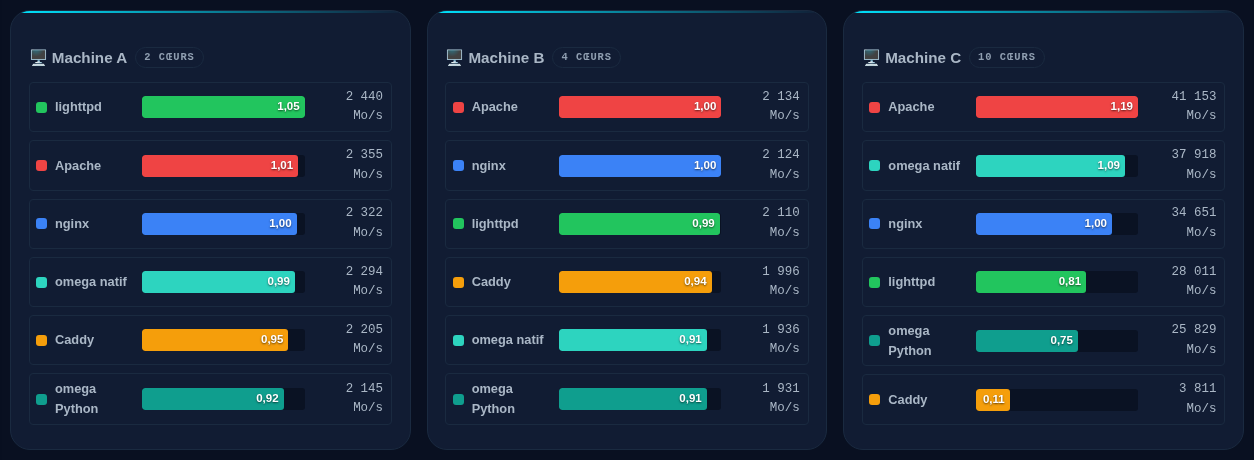 Machine A 2 CŒURS
lighttpd 1,05 2 440 Mo/s
Apache 1,01 2 355 Mo/s
nginx 1,00 2 322 Mo/s
omega natif 0,99 2 294 Mo/s
Caddy 0,95 2 205 Mo/s
omega Python 0,92 2 145 Mo/s
Machine B 4 CŒURS
Apache 1,00 2 134 Mo/s
nginx 1,00 2 124 Mo/s
lighttpd 0,99 2 110 Mo/s
Caddy 0,94 1 996 Mo/s
omega natif 0,91 1 936 Mo/s
omega Python 0,91 1 931 Mo/s
Machine C 10 CŒURS
Apache 1,19 41 153 Mo/s
omega natif 1,09 37 918 Mo/s
nginx 1,00 34 651 Mo/s
lighttpd 0,81 28 011 Mo/s
omega Python 0,75 25 829 Mo/s
Caddy 0,11 3 811 Mo/s